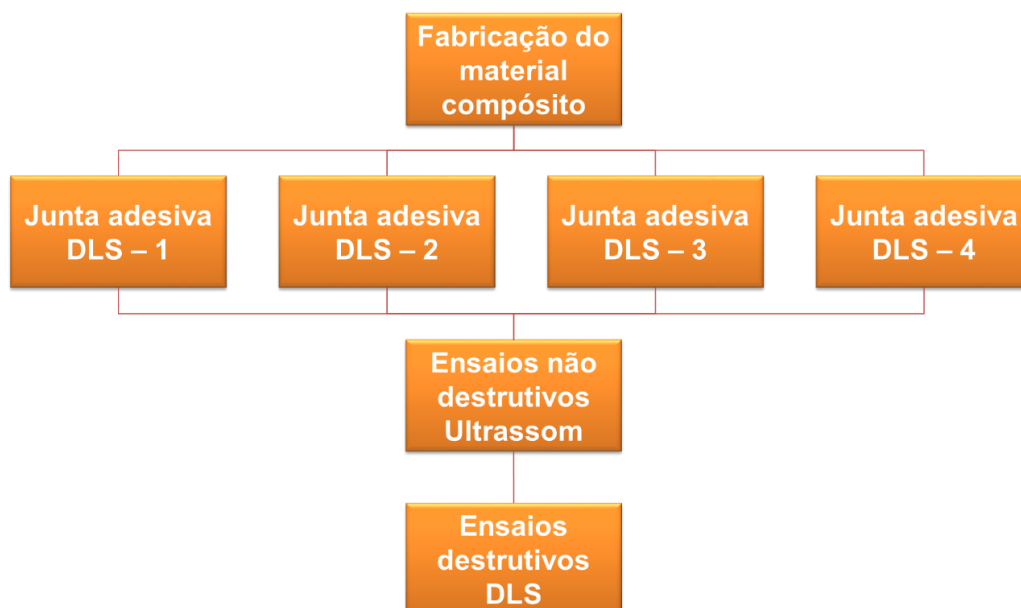 Fabricação do
material
compósito
Junta adesiva
DLS – 1
Junta adesiva
DLS – 2
Junta adesiva
DLS – 3
Junta adesiva
DLS – 4
Ensaios não
destrutivos
Ultrassom
Ensaios
destrutivos
DLS